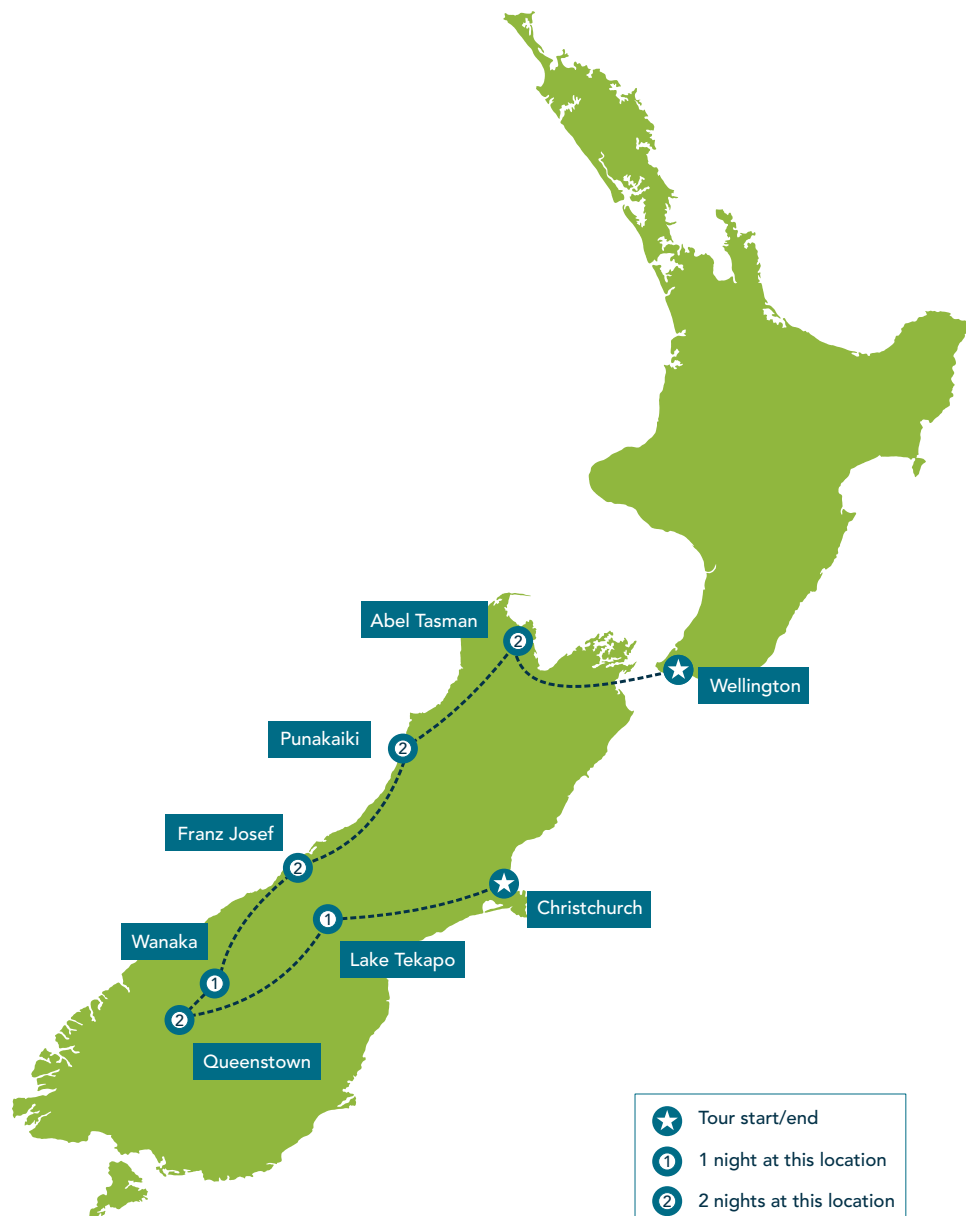 Abel Tasman
2
Wellington
Punakaiki
2
Franz Josef
2
Christchurch
Wanaka
1
Lake Tekapo
1
2
Queenstown
Tour start/end
1 1 night at this location
2 2 nights at this location